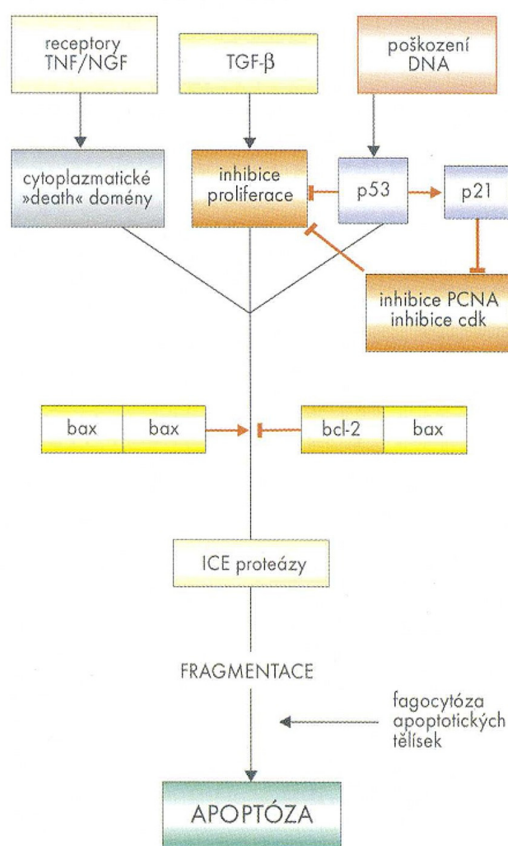 receptory
TNF/NGF
TGF-β
poškození
DNA
cytoplazmatické
»death« domény
inhibice
proliferace
p53
p21
inhibice PCNA
inhibice cdk
bax
bax
bcl-2
bax
ICE proteázy
FRAGMENTACE
fagocytóza
apoptotických
tělísek
APOPTÓZA